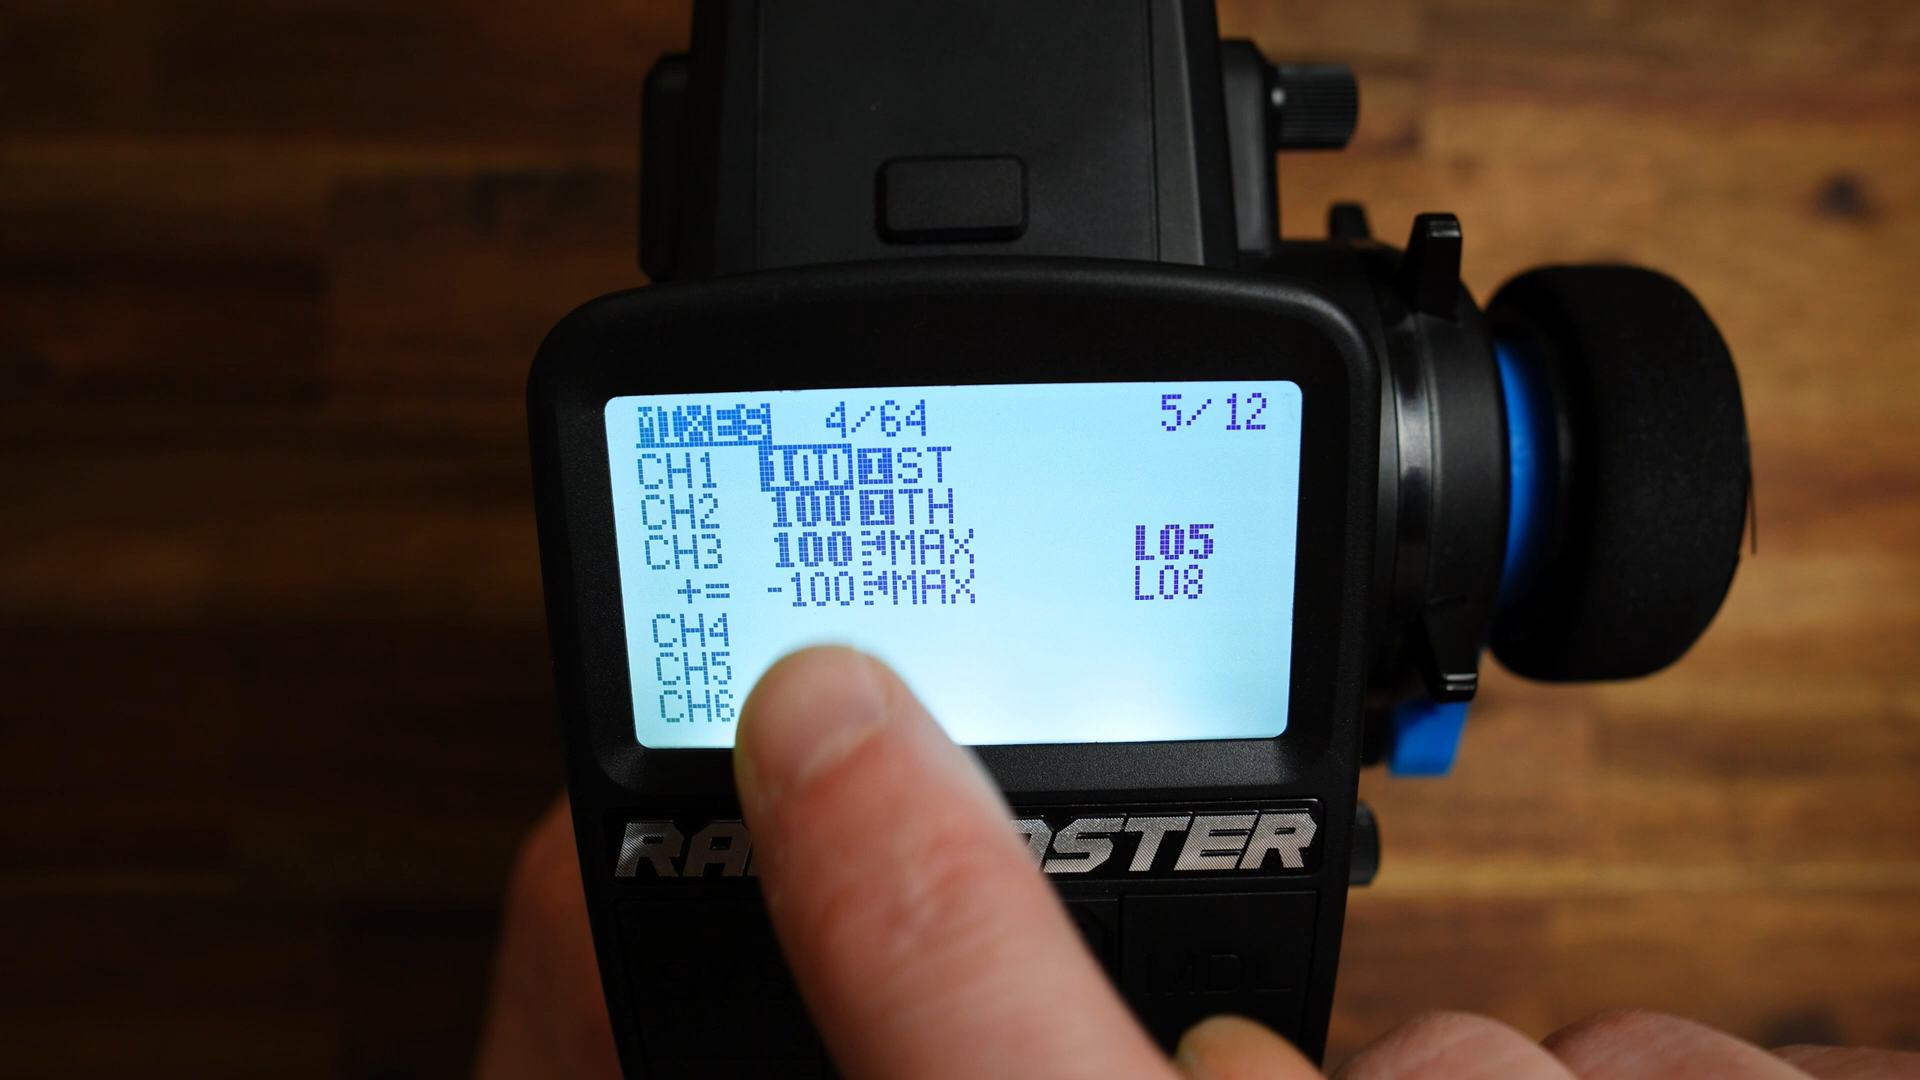 MIXES 4/64 5/12
CH1 100 ST
CH2 100 TH
CH3 100 MAX L05
+= -100 MAX L08
CH4
CH5
CH6
MDL